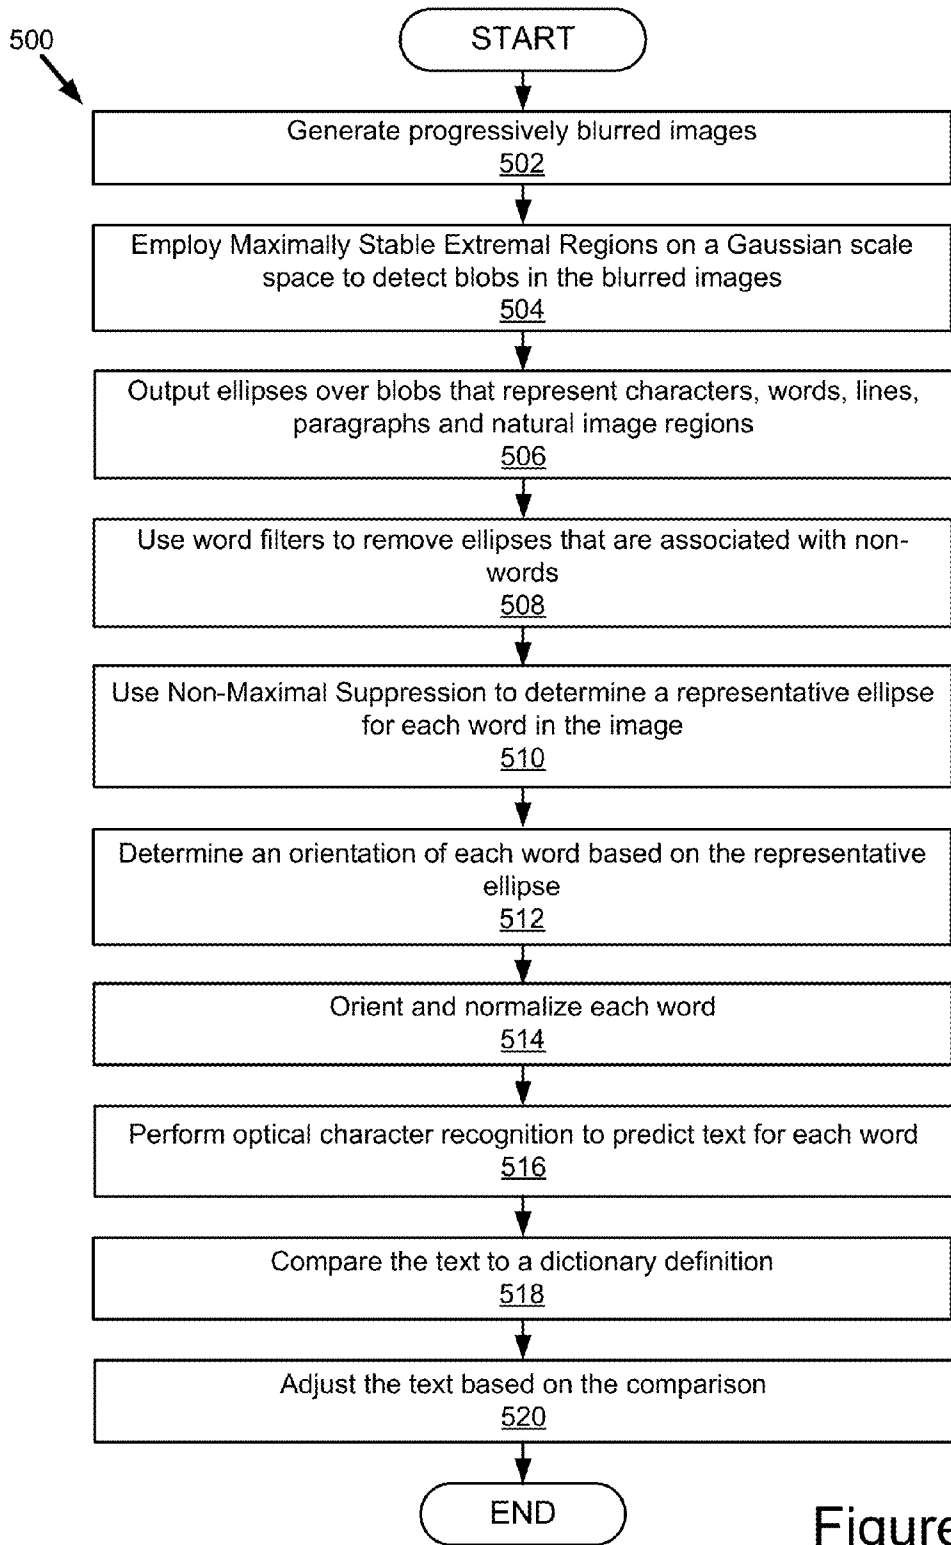 500
START
Generate progressively blurred images
502
Employ Maximally Stable Extremal Regions on a Gaussian scale
space to detect blobs in the blurred images
504
Output ellipses over blobs that represent characters, words, lines,
paragraphs and natural image regions
506
Use word filters to remove ellipses that are associated with non-
words
508
Use Non-Maximal Suppression to determine a representative ellipse
for each word in the image
510
Determine an orientation of each word based on the representative
ellipse
512
Orient and normalize each word
514
Perform optical character recognition to predict text for each word
516
Compare the text to a dictionary definition
518
Adjust the text based on the comparison
520
END
Figure